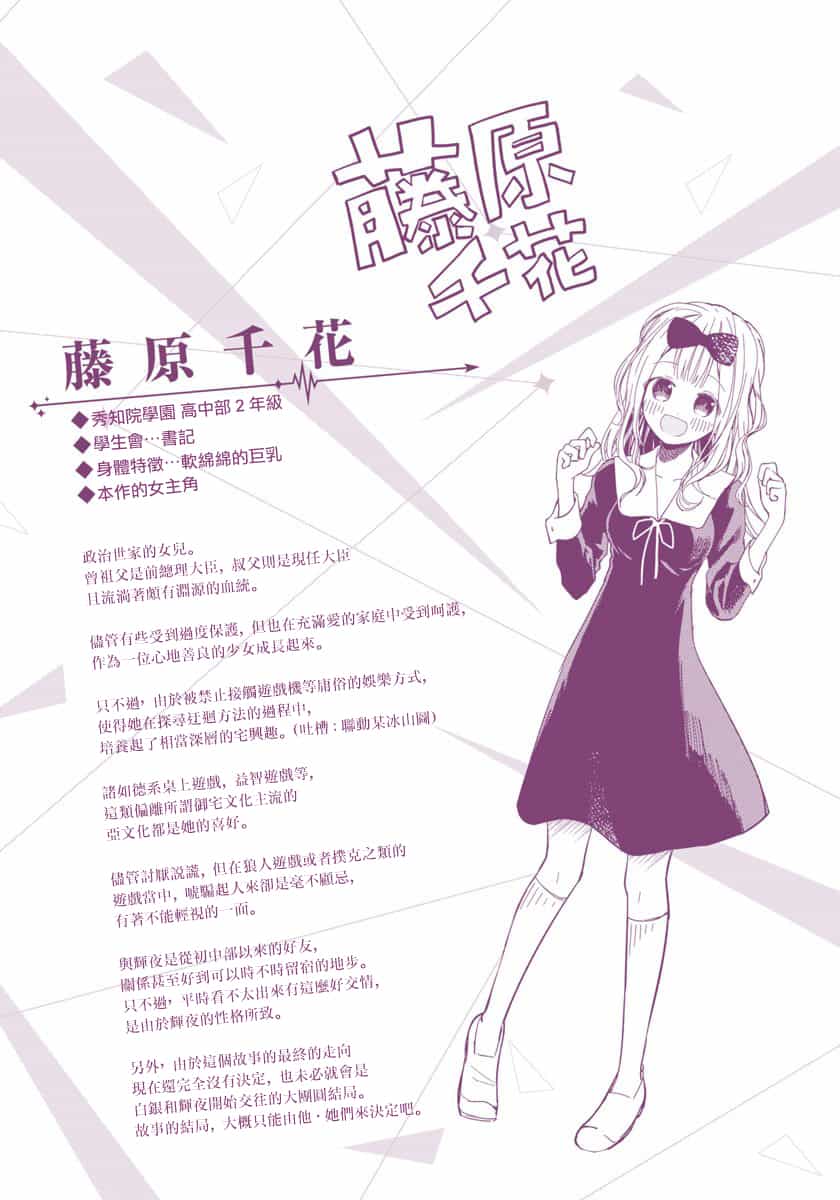 藤原
千花
藤原千花
◆秀知院學園 高中部 2 年級
◆學生會…書記
◆身體特徵…軟綿綿的巨乳
◆本作的女主角
政治世家的女兒。
曾祖父是前總理大臣，叔父則是現任大臣
且流淌著頗有淵源的血統。
儘管有些受到過度保護，但也在充滿愛的家庭中受到呵護，
作為一位心地善良的少女成長起來。
只不過，由於被禁止接觸遊戲機等庸俗的娛樂方式，
使得她在探尋迂迴方法的過程中，
培養起了相當深層的宅興趣。(吐槽：聯動某冰山圖)
諸如德系桌上遊戲，益智遊戲等，
這類偏離所謂御宅文化主流的
亞文化都是她的喜好。
儘管討厭説謊，但在狼人遊戲或者撲克之類的
遊戲當中，唬騙起人來卻是毫不顧忌，
有著不能輕視的一面。
與輝夜是從初中部以來的好友，
關係甚至好到可以時不時留宿的地步。
只不過，平時看不太出來有這麼好交情，
是由於輝夜的性格所致。
另外，由於這個故事的最終的走向
現在還完全沒有決定，也未必就會是
白銀和輝夜開始交往的大團圓結局。
故事的結局，大概只能由他·她們來決定吧。